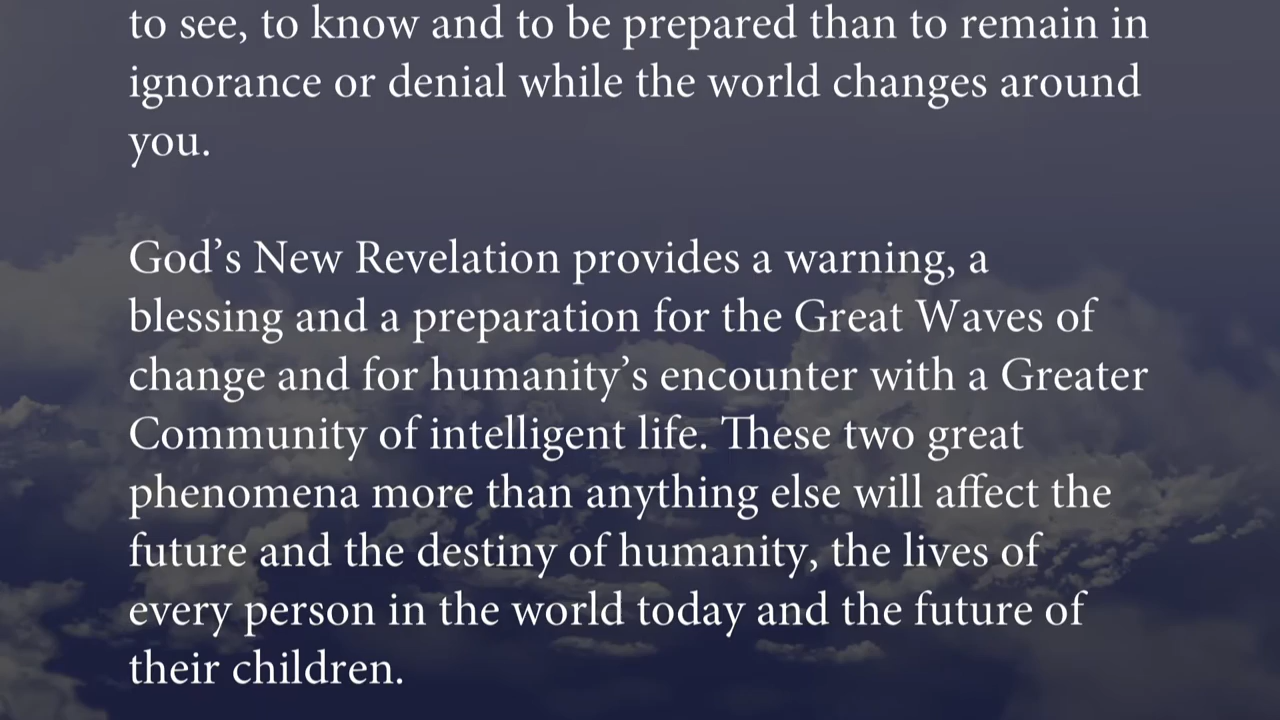 to see, to know and to be prepared than to remain in
ignorance or denial while the world changes around
you.
God’s New Revelation provides a warning, a
blessing and a preparation for the Great Waves of
change and for humanity’s encounter with a Greater
Community of intelligent life. These two great
phenomena more than anything else will affect the
future and the destiny of humanity, the lives of
every person in the world today and the future of
their children.